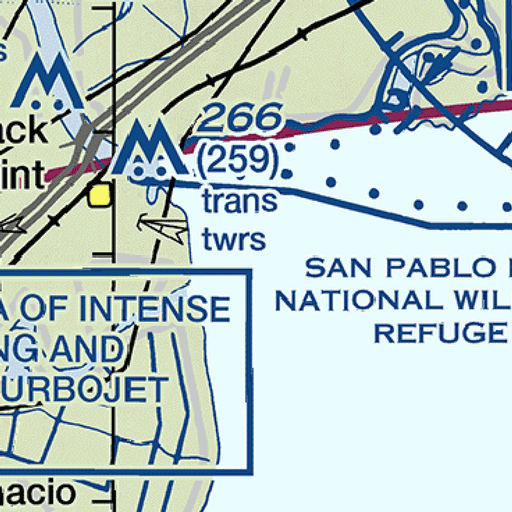 s
266
ack
(259)
int
trans
twrs
SAN PABLO
NATIONAL WIL
REFUGE
A OF INTENSE
NG AND
URBOJET
nacio